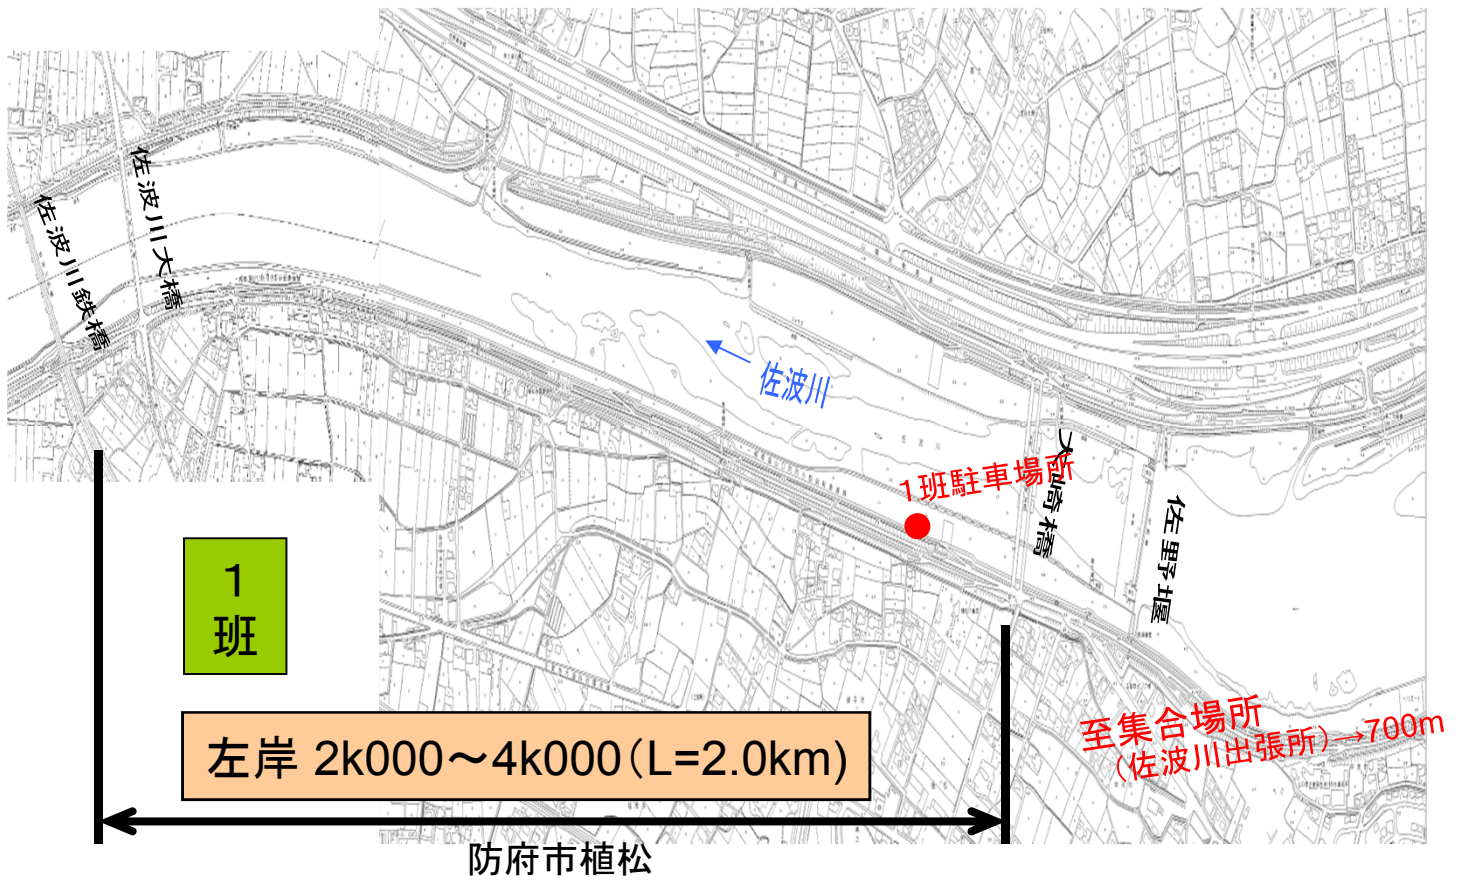 佐波川大橋
佐波川鉄橋
佐波川
1班駐車場所
大崎橋
佐野堰
1
班
至集合場所
（佐波川出張所）→700m
左岸 2k000～4k000（L=2.0km）
防府市植松